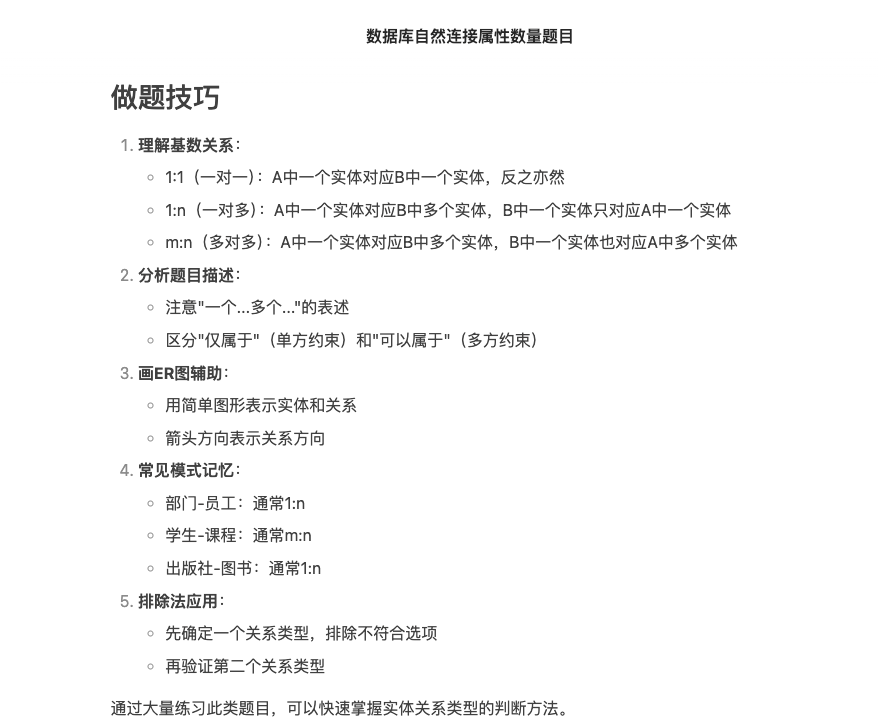 数据库自然连接属性数量题目
做题技巧
1. 理解基数关系：
◦ 1:1（一对一）：A中一个实体对应B中一个实体，反之亦然
◦ 1:n（一对多）：A中一个实体对应B中多个实体，B中一个实体只对应A中一个实体
◦ m:n（多对多）：A中一个实体对应B中多个实体，B中一个实体也对应A中多个实体
2. 分析题目描述：
◦ 注意"一个...多个..."的表述
◦ 区分"仅属于"（单方约束）和"可以属于"（多方约束）
3. 画ER图辅助：
◦ 用简单图形表示实体和关系
◦ 箭头方向表示关系方向
4. 常见模式记忆：
◦ 部门-员工：通常1:n
◦ 学生-课程：通常m:n
◦ 出版社-图书：通常1:n
5. 排除法应用：
◦ 先确定一个关系类型，排除不符合选项
◦ 再验证第二个关系类型
通过大量练习此类题目，可以快速掌握实体关系类型的判断方法。